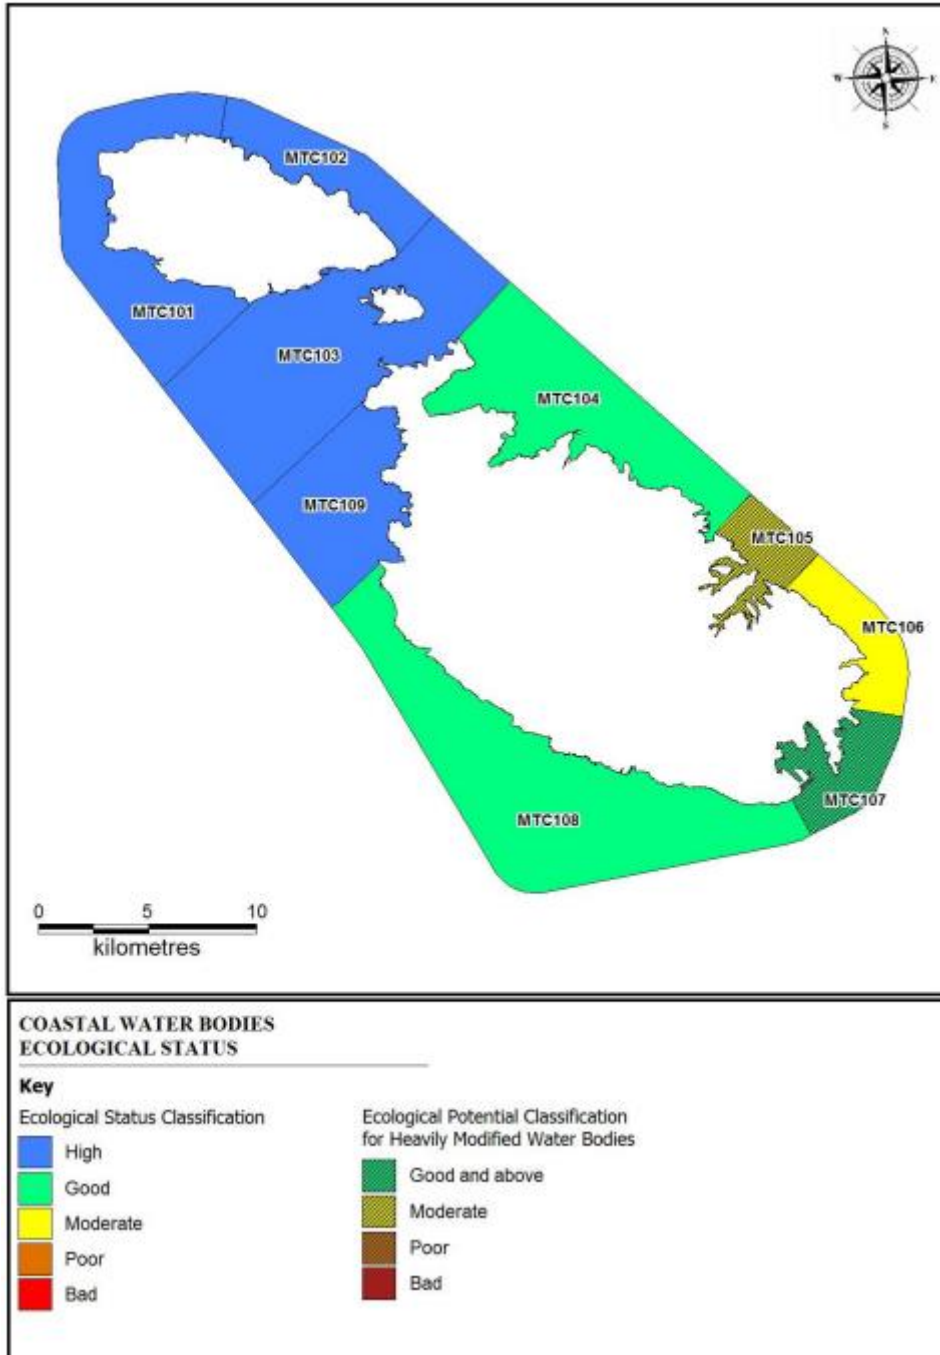 N
W E
S
MTC102
MTC101
MTC103
MTC104
MTC109
MTC105
MTC106
MTC107
MTC108
0 5 10
kilometres
COASTAL WATER BODIES
ECOLOGICAL STATUS
Key
Ecological Status Classification
High
Good
Moderate
Poor
Bad
Ecological Potential Classification
for Heavily Modified Water Bodies
Good and above
Moderate
Poor
Bad